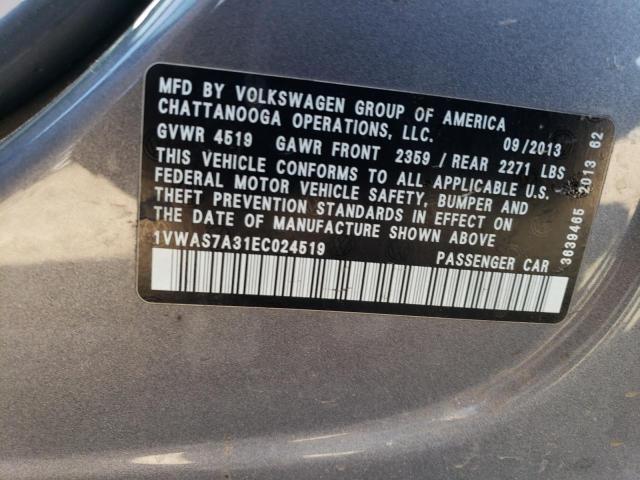 MFD BY VOLKSWAGEN GROUP OF AMERICA
CHATTANOOGA OPERATIONS, LLC. 09/2013
GVWR 4519 GAWR FRONT 2359 / REAR 2271 LBS
THIS VEHICLE CONFORMS TO ALL APPLICABLE U.S.
FEDERAL MOTOR VEHICLE SAFETY, BUMPER AND
THEFT PREVENTION STANDARDS IN EFFECT ON
THE DATE OF MANUFACTURE SHOWN ABOVE
1VWAS7A31EC024519 PASSENGER CAR
3639465 2013 62